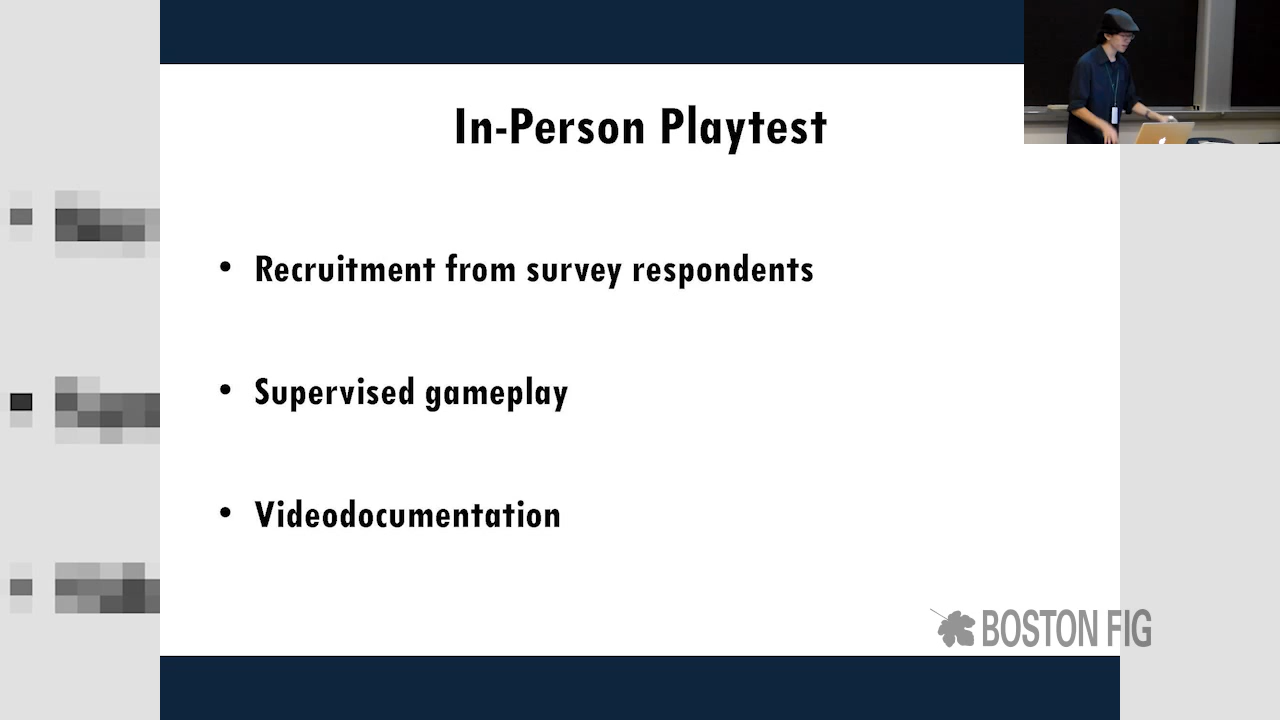 In-Person Playtest
• Recruitment from survey respondents
• Supervised gameplay
• Videodocumentation
BOSTON FIG